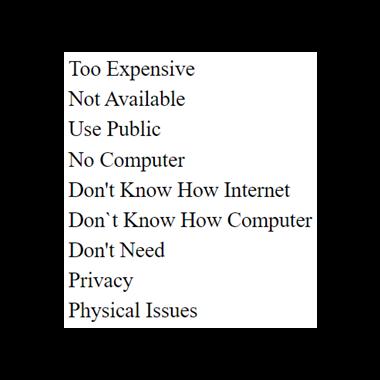 Too Expensive
Not Available
Use Public
No Computer
Don't Know How Internet
Don`t Know How Computer
Don't Need
Privacy
Physical Issues